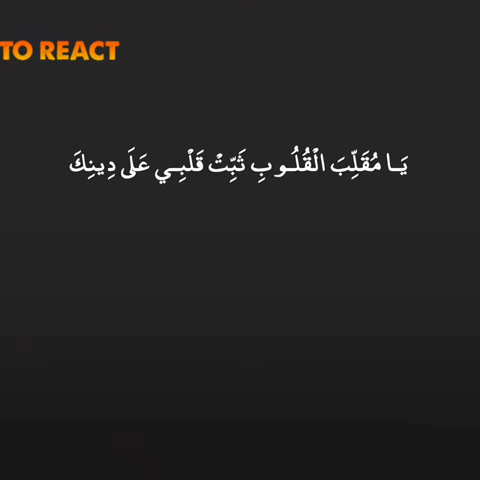 TO REACT
يَا مُقَلِّبَ الْقُلُوبِ ثَبِّتْ قَلْبِي عَلَى دِينِكَ